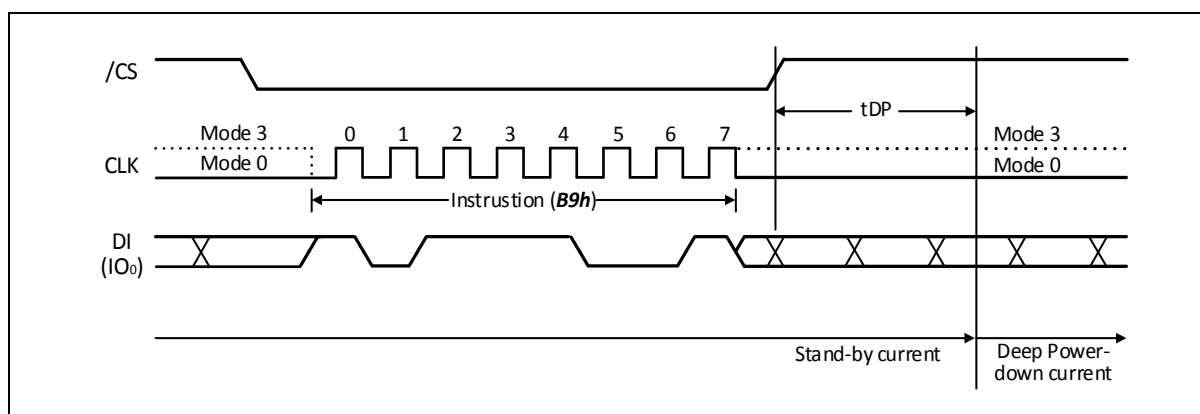 /CS
tDP
0 1 2 3 4 5 6 7
Mode 3
Mode 3
CLK
Mode 0
Mode 0
Instrustion (B9h)
DI
(IO0)
Stand-by current
Deep Power-
down current